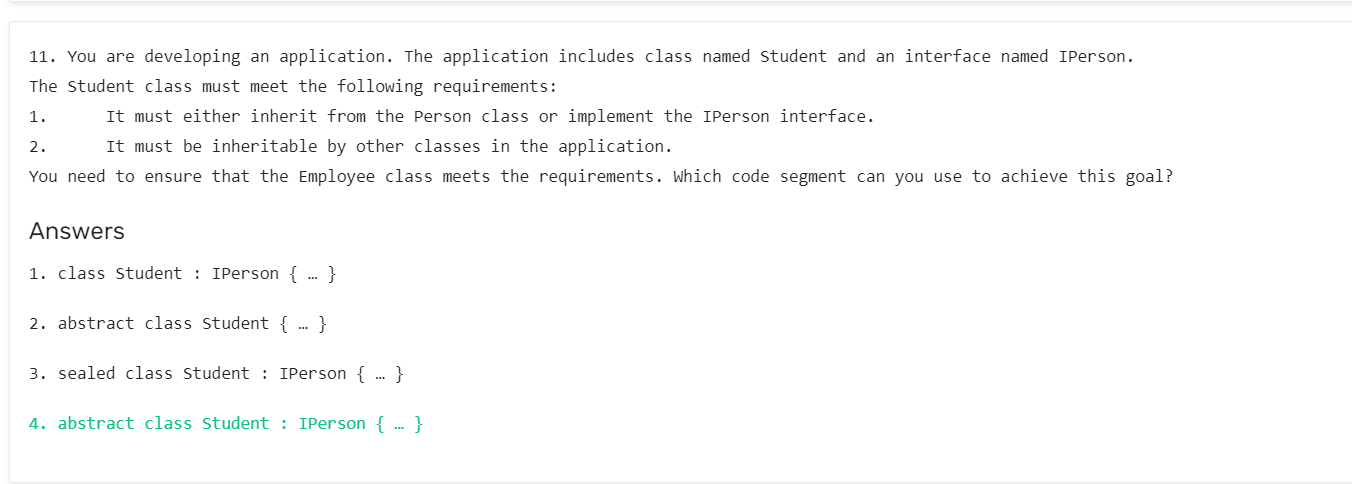 11. You are developing an application. The application includes class named Student and an interface named IPerson.
The Student class must meet the following requirements:
1.      It must either inherit from the Person class or implement the IPerson interface.
2.      It must be inheritable by other classes in the application.
You need to ensure that the Employee class meets the requirements. Which code segment can you use to achieve this goal?
Answers
1. class Student : IPerson { … }
2. abstract class Student { … }
3. sealed class Student : IPerson { … }
4. abstract class Student : IPerson { … }